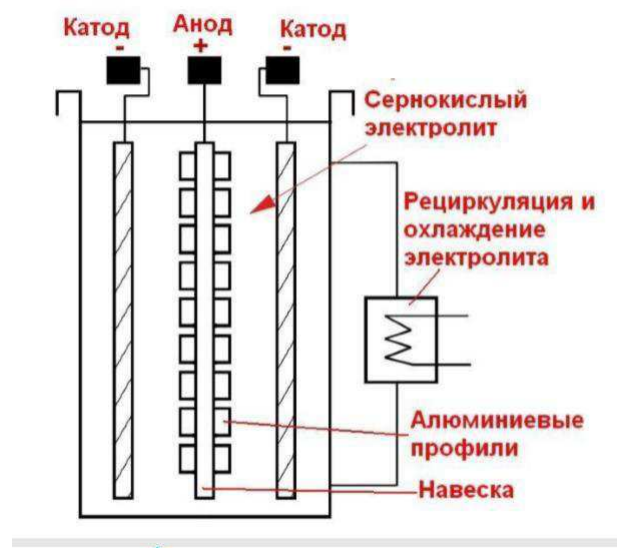 Катод
Анод
Катод
-
+
-
Сернокислый
электролит
Рециркуляция и
охлаждение
электролита
Алюминиевые
профили
Навеска